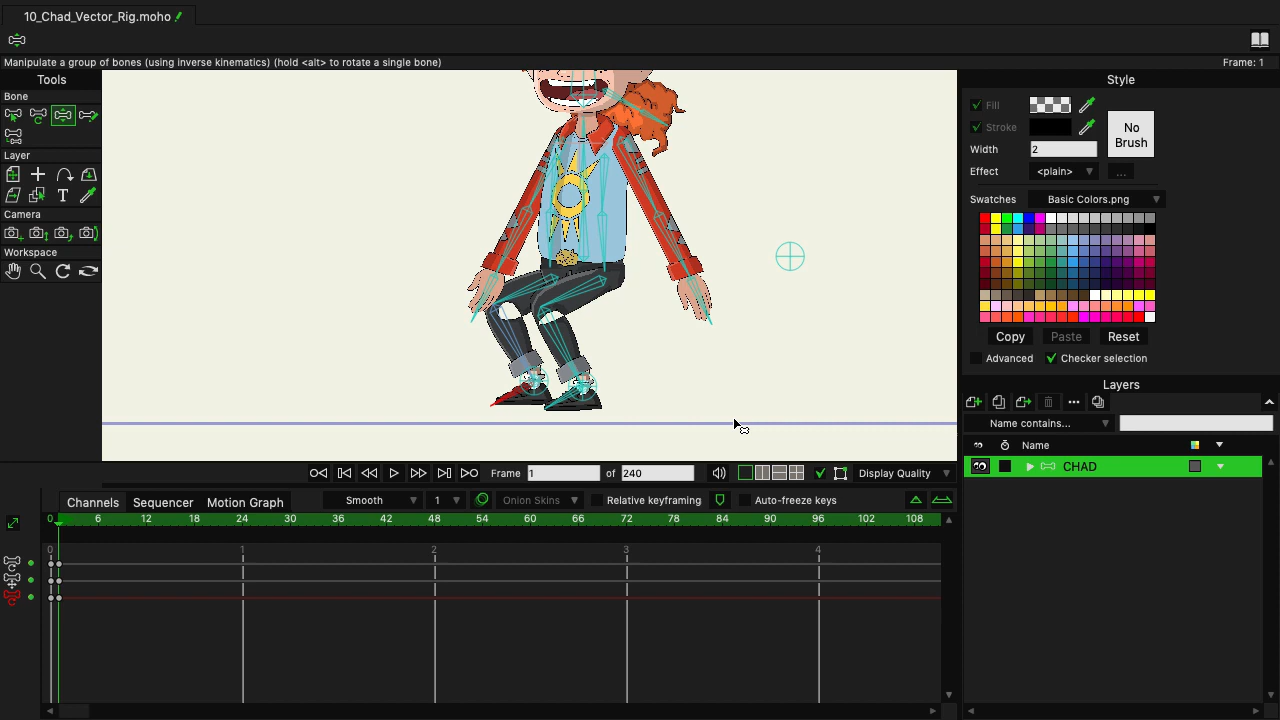 10_Chad_Vector_Rig.moho
Manipulate a group of bones (using inverse kinematics) (hold <alt> to rotate a single bone)
Frame: 1
Tools
Bone
Layer
T
Camera
Workspace
Style
Fill
Stroke
No
Brush
Width
2
Effect
<plain>
...
Swatches
Basic Colors.png
Copy
Paste
Reset
Advanced
Checker selection
Layers
Name contains...
Name
CHAD
Frame
1
of
240
Display Quality
Channels
Sequencer
Motion Graph
Smooth
1
Onion Skins
Relative keyframing
Auto-freeze keys
0 6 12 18 24 30 36 42 48 54 60 66 72 78 84 90 96 102 108
0 1 2 3 4